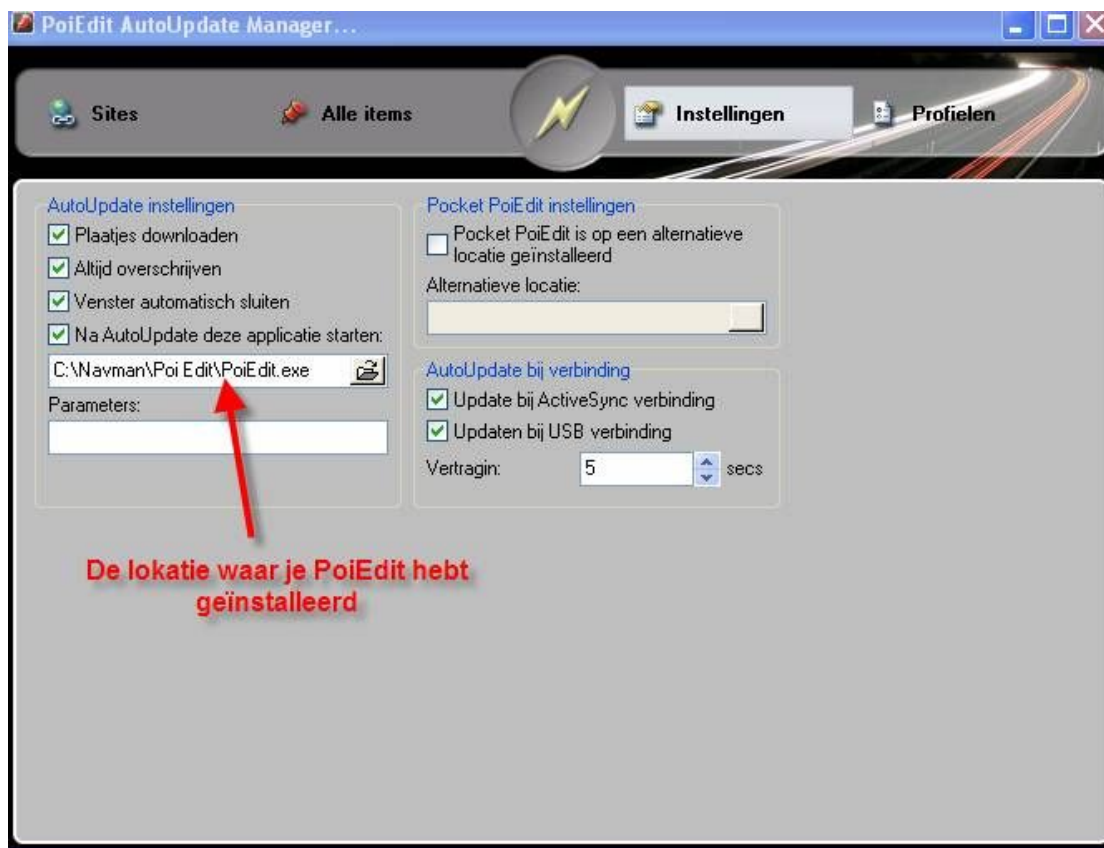 PoiEdit AutoUpdate Manager...
Sites
Alle items
Instellingen
Profielen
AutoUpdate instellingen
Plaatjes downloaden
Altijd overschrijven
Venster automatisch sluiten
Na AutoUpdate deze applicatie starten:
C:\Navman\Poi Edit\PoiEdit.exe
Parameters:
Pocket PoiEdit instellingen
Pocket PoiEdit is op een alternatieve
locatie geïnstalleerd
Alternatieve locatie:
AutoUpdate bij verbinding
Update bij ActiveSync verbinding
Updaten bij USB verbinding
Vertragin: 5 secs
De lokatie waar je PoiEdit hebt
geïnstalleerd